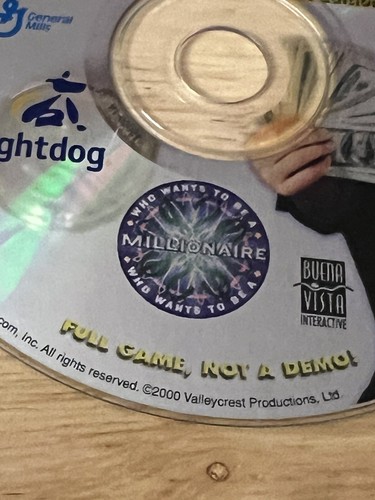 General
Mills
ghtdog
WHO WANTS TO BE A
MILLIONAIRE
WHO WANTS TO BE A
BUENA
VISTA
INTERACTIVE
FULL GAME, NOT A DEMO!
com, Inc. All rights reserved. ©2000 Valleycrest Productions, Ltd.